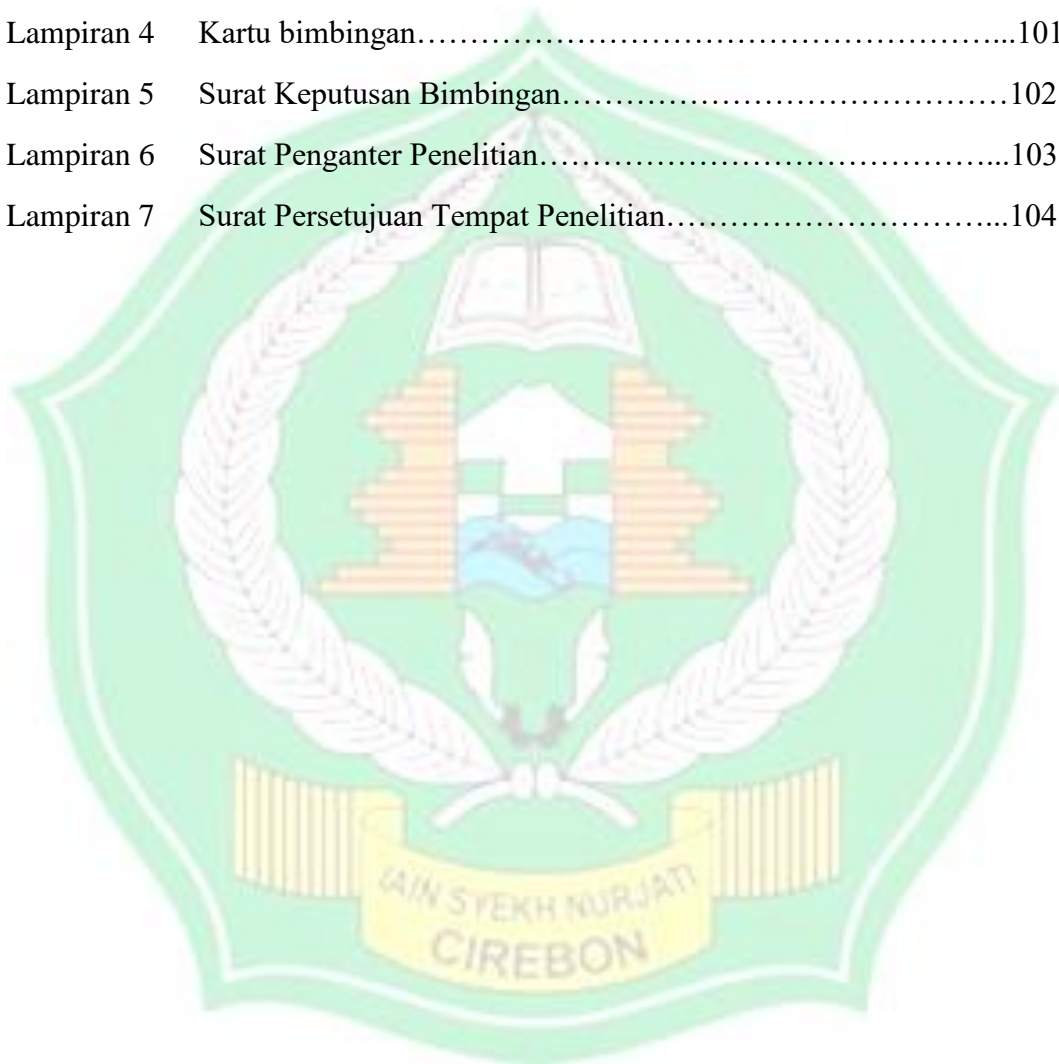 Lampiran 4 Kartu bimbingan…………………………………………………...101
Lampiran 5 Surat Keputusan Bimbingan……………………………………102
Lampiran 6 Surat Penganter Penelitian……………………………………...103
Lampiran 7 Surat Persetujuan Tempat Penelitian…………………………...104
IAIN SYEKH NURJATI
CIREBON